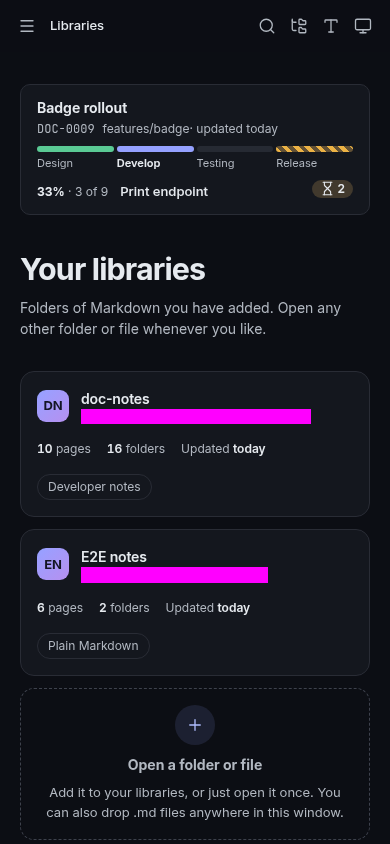 Libraries
Badge rollout
DOC-0009 features/badge· updated today
Design Develop Testing Release
33% · 3 of 9 Print endpoint 2
Your libraries
Folders of Markdown you have added. Open any
other folder or file whenever you like.
DN doc-notes
10 pages 16 folders Updated today
Developer notes
EN E2E notes
6 pages 2 folders Updated today
Plain Markdown
Open a folder or file
Add it to your libraries, or just open it once. You
can also drop .md files anywhere in this window.